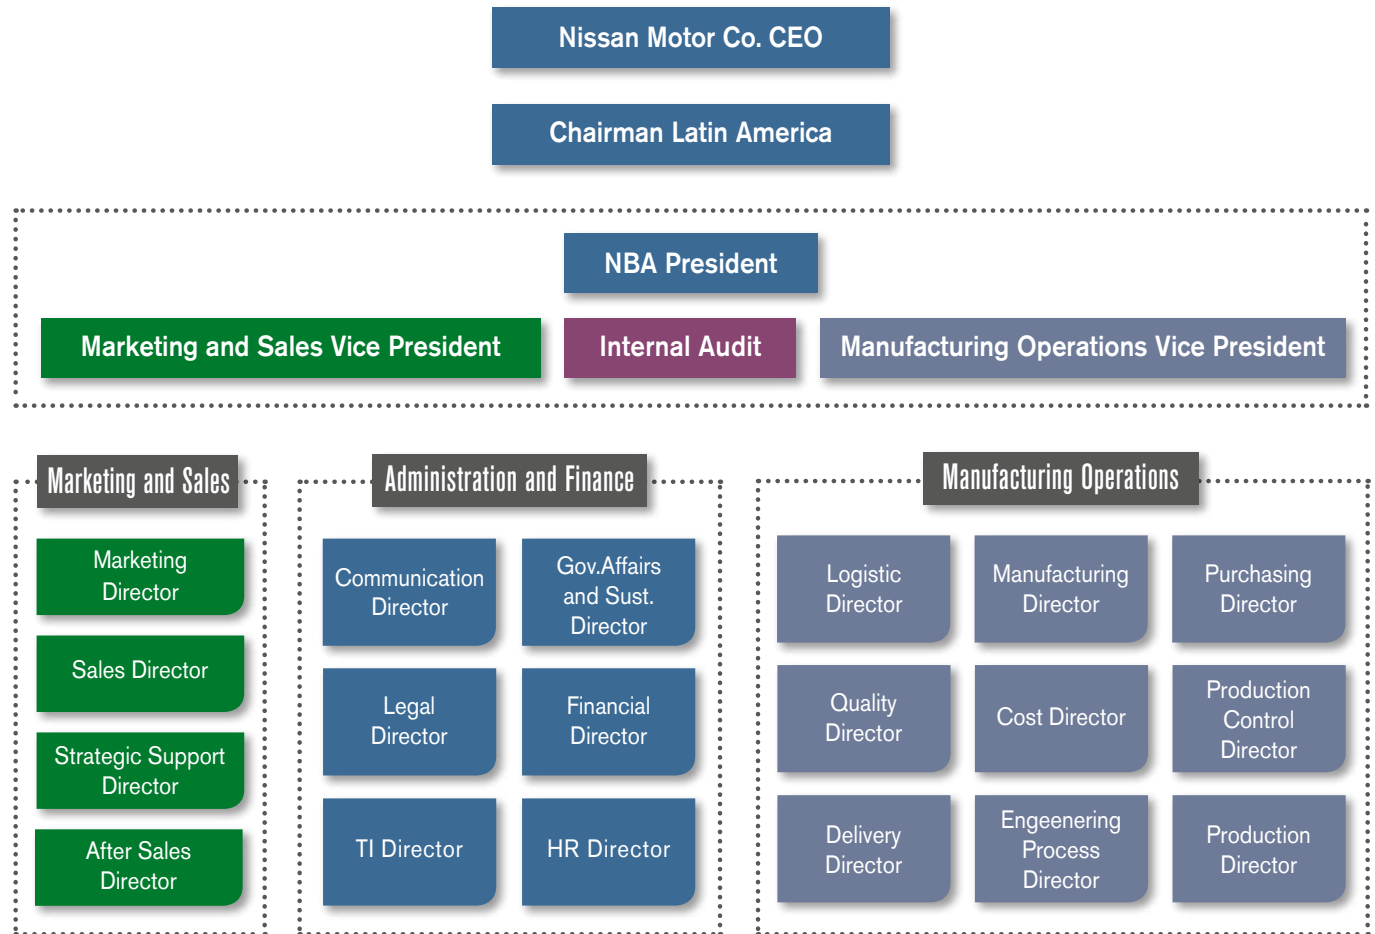 Nissan Motor Co. CEO
Chairman Latin America
NBA President
Marketing and Sales Vice President
Internal Audit
Manufacturing Operations Vice President
Marketing and Sales
Marketing
Director
Sales Director
Strategic Support
Director
After Sales
Director
Administration and Finance
Communication
Director
Gov.Affairs
and Sust.
Director
Legal
Director
Financial
Director
TI Director
HR Director
Manufacturing Operations
Logistic
Director
Manufacturing
Director
Purchasing
Director
Quality
Director
Cost Director
Production
Control
Director
Delivery
Director
Engeenering
Process
Director
Production
Director